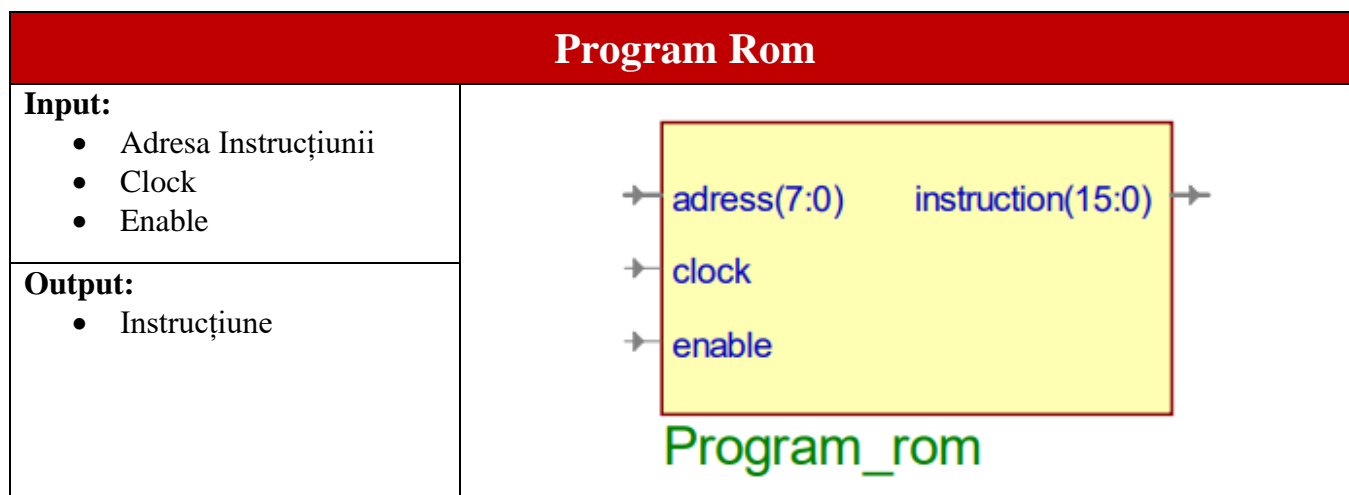 Program Rom
Input:
• Adresa Instrucțiunii
• Clock
• Enable
Output:
• Instrucțiune
adress(7:0) instruction(15:0)
clock
enable
Program_rom